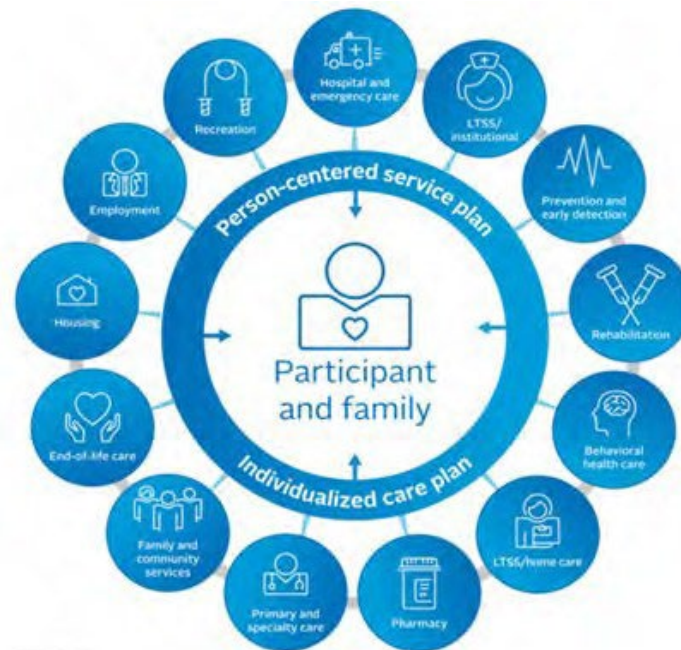 Hospital and
emergency care
LTSS/
institutional
Prevention and
early detection
Rehabilitation
Behavioral
health care
LTSS/home care
Pharmacy
Primary and
specialty care
Family and
community
services
End-of-life care
Housing
Employment
Recreation
Person-centered service plan
Participant
and family
Individualized care plan